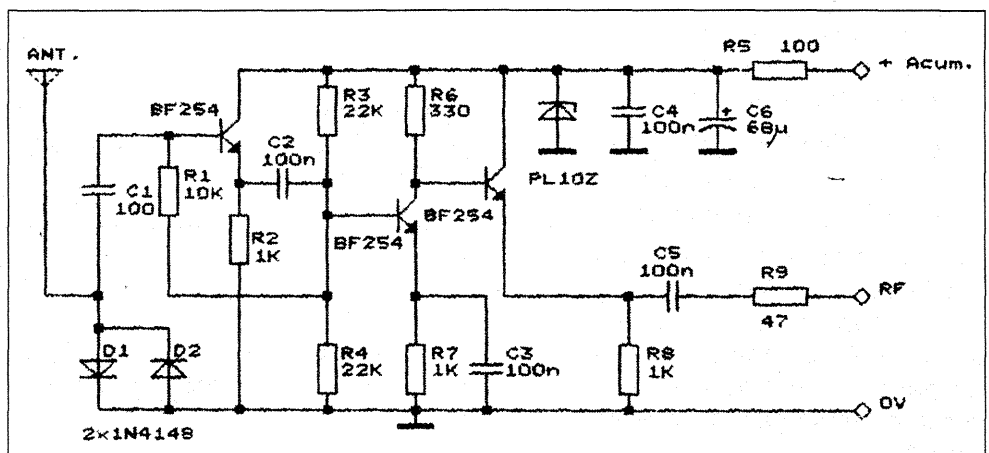 ANT.
R5 100
+ Acum.
BF254
R3
22K
R6
330
C4
100n
+
C6
68µ
C2
100n
PL10Z
C1
100
R1
10K
R2
1K
BF254
BF254
C5
100n
R9
47
RF
D1
D2
R4
22K
R7
1K
C3
100n
R8
1K
0V
2x1N4148